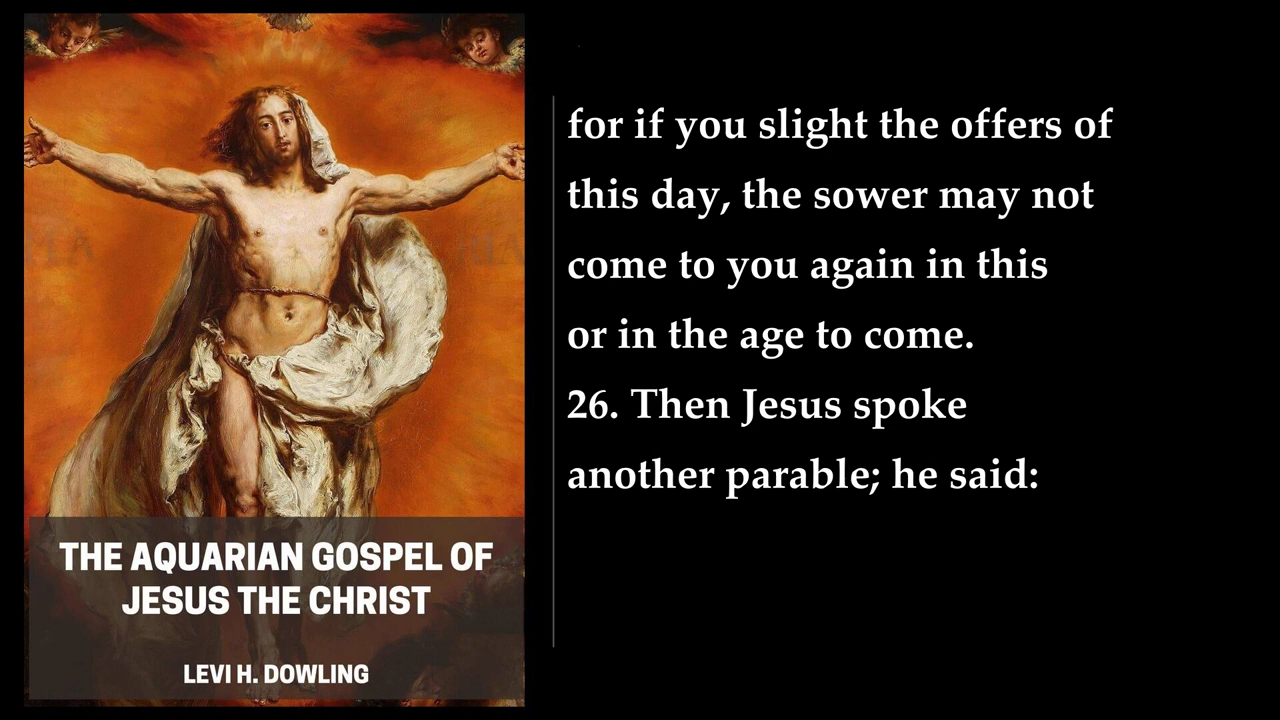 THE AQUARIAN GOSPEL OF
JESUS THE CHRIST
LEVI H. DOWLING
for if you slight the offers of
this day, the sower may not
come to you again in this
or in the age to come.
26. Then Jesus spoke
another parable; he said: